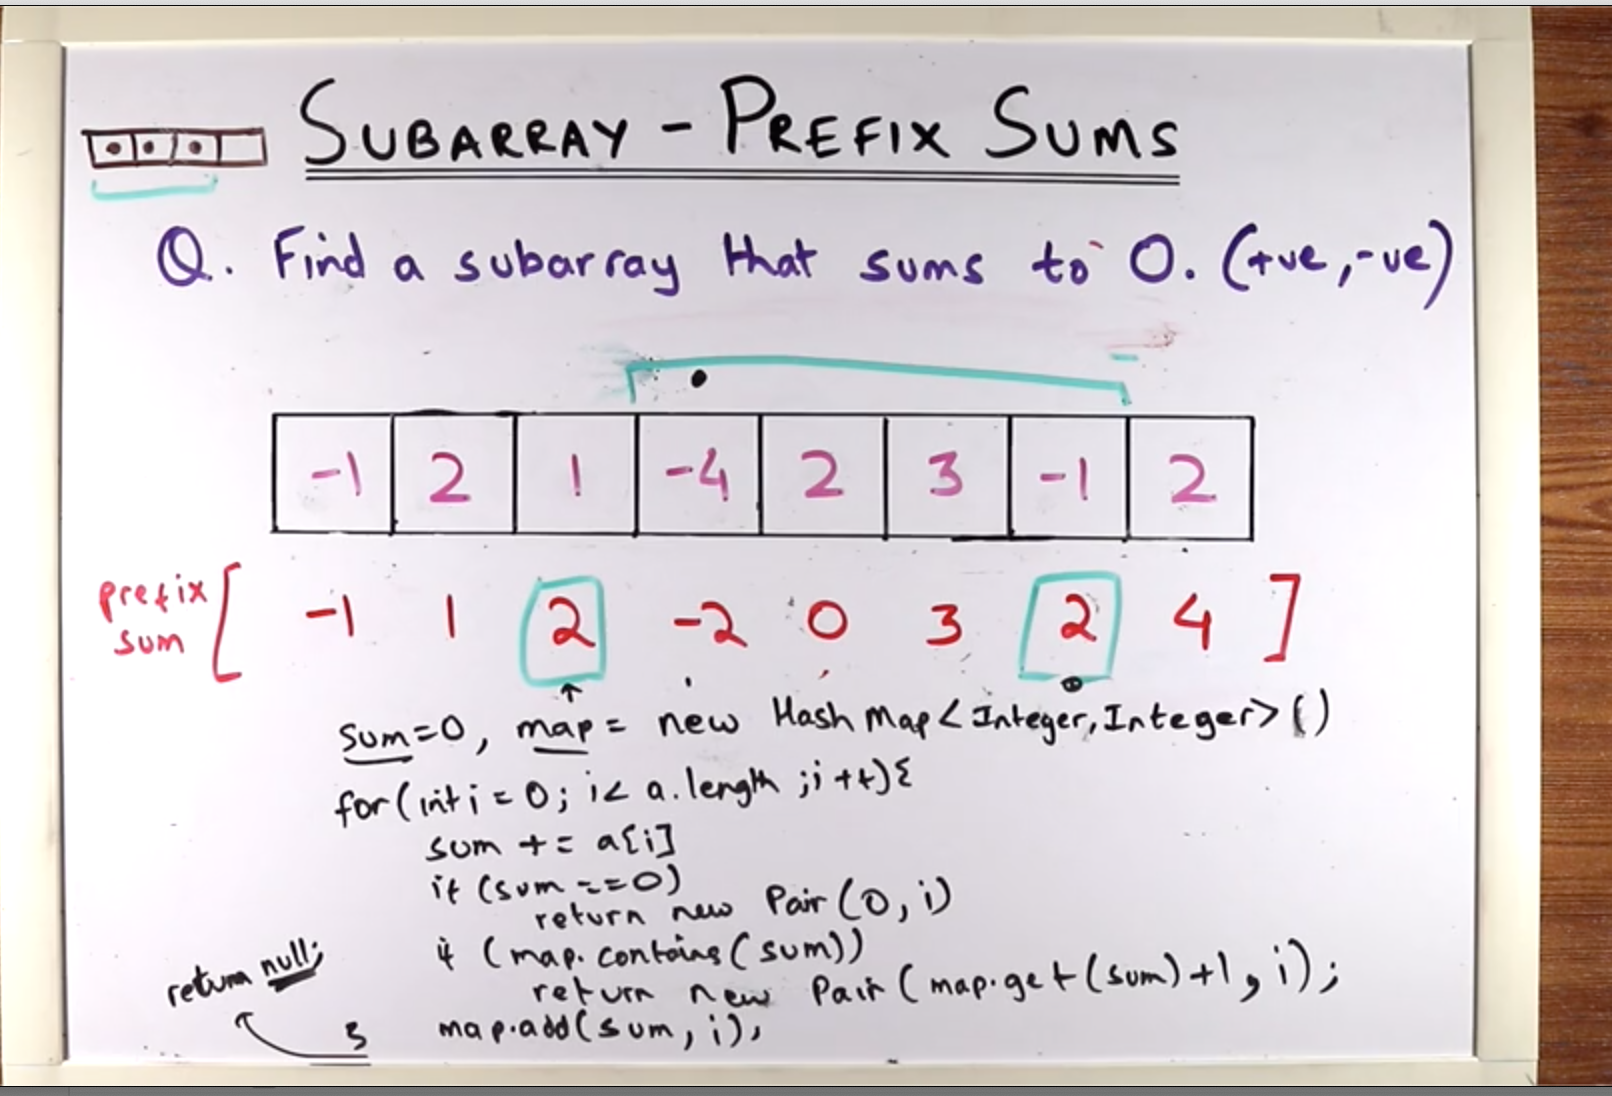 SUBARRAY - PREFIX SUMS
Q. Find a subarray that sums to 0. (+ve,-ve)
-1 2 1 -4 2 3 -1 2
prefix sum [ -1 1 2 -2 0 3 2 4 ]
sum=0, map = new HashMap<Integer,Integer>()
for(int i = 0; i< a.length ;i++){
sum += a[i]
if (sum ==0)
return new Pair(0, i)
if (map.contains(sum))
return new Pair(map.get(sum)+1, i);
map.add(sum, i);
}
return null;